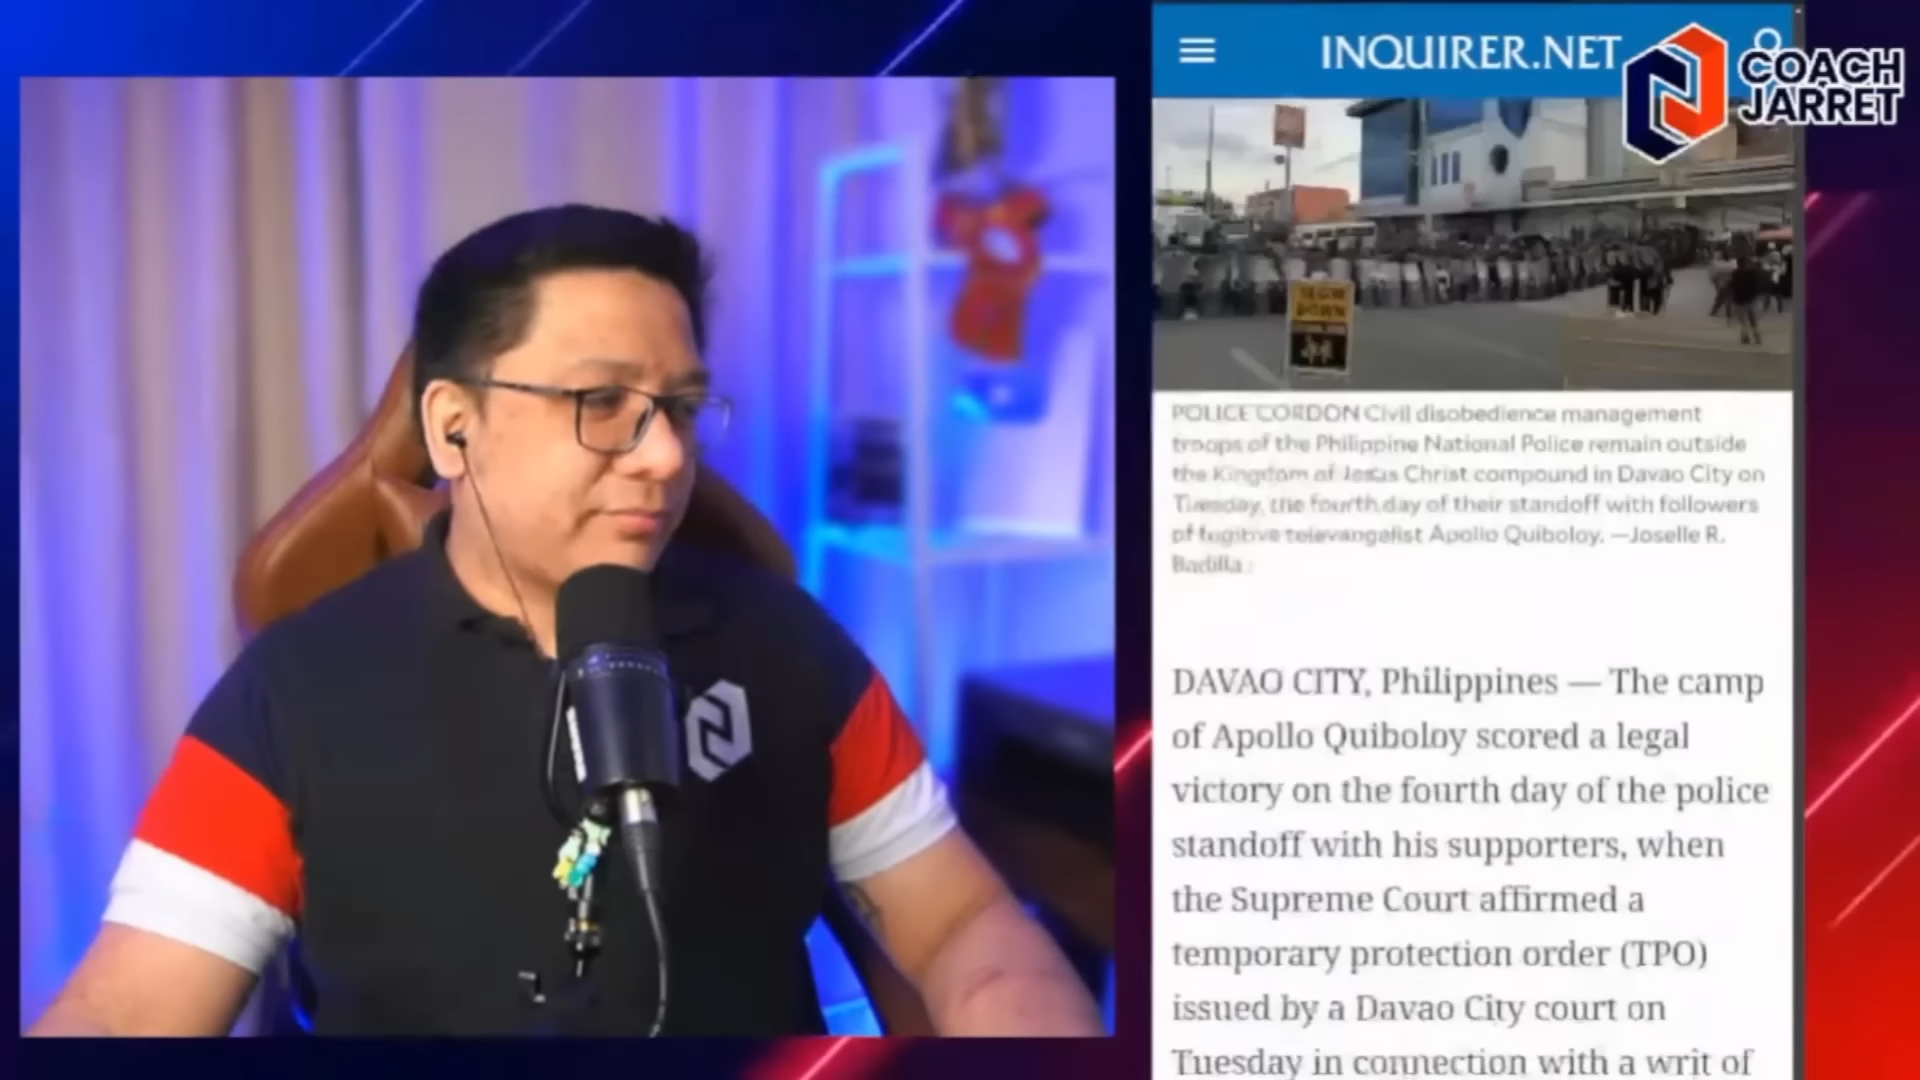 INQUIRER.NET
COACH
JARRET
SLOW
DOWN
POLICE CORDON Civil disobedience management
troops of the Philippine National Police remain outside
the Kingdom of Jesus Christ compound in Davao City on
Tuesday, the fourth day of their standoff with followers
of fugitive televangelist Apollo Quiboloy. —Joselle R.
Badilla
DAVAO CITY, Philippines — The camp
of Apollo Quiboloy scored a legal
victory on the fourth day of the police
standoff with his supporters, when
the Supreme Court affirmed a
temporary protection order (TPO)
issued by a Davao City court on
Tuesday in connection with a writ of